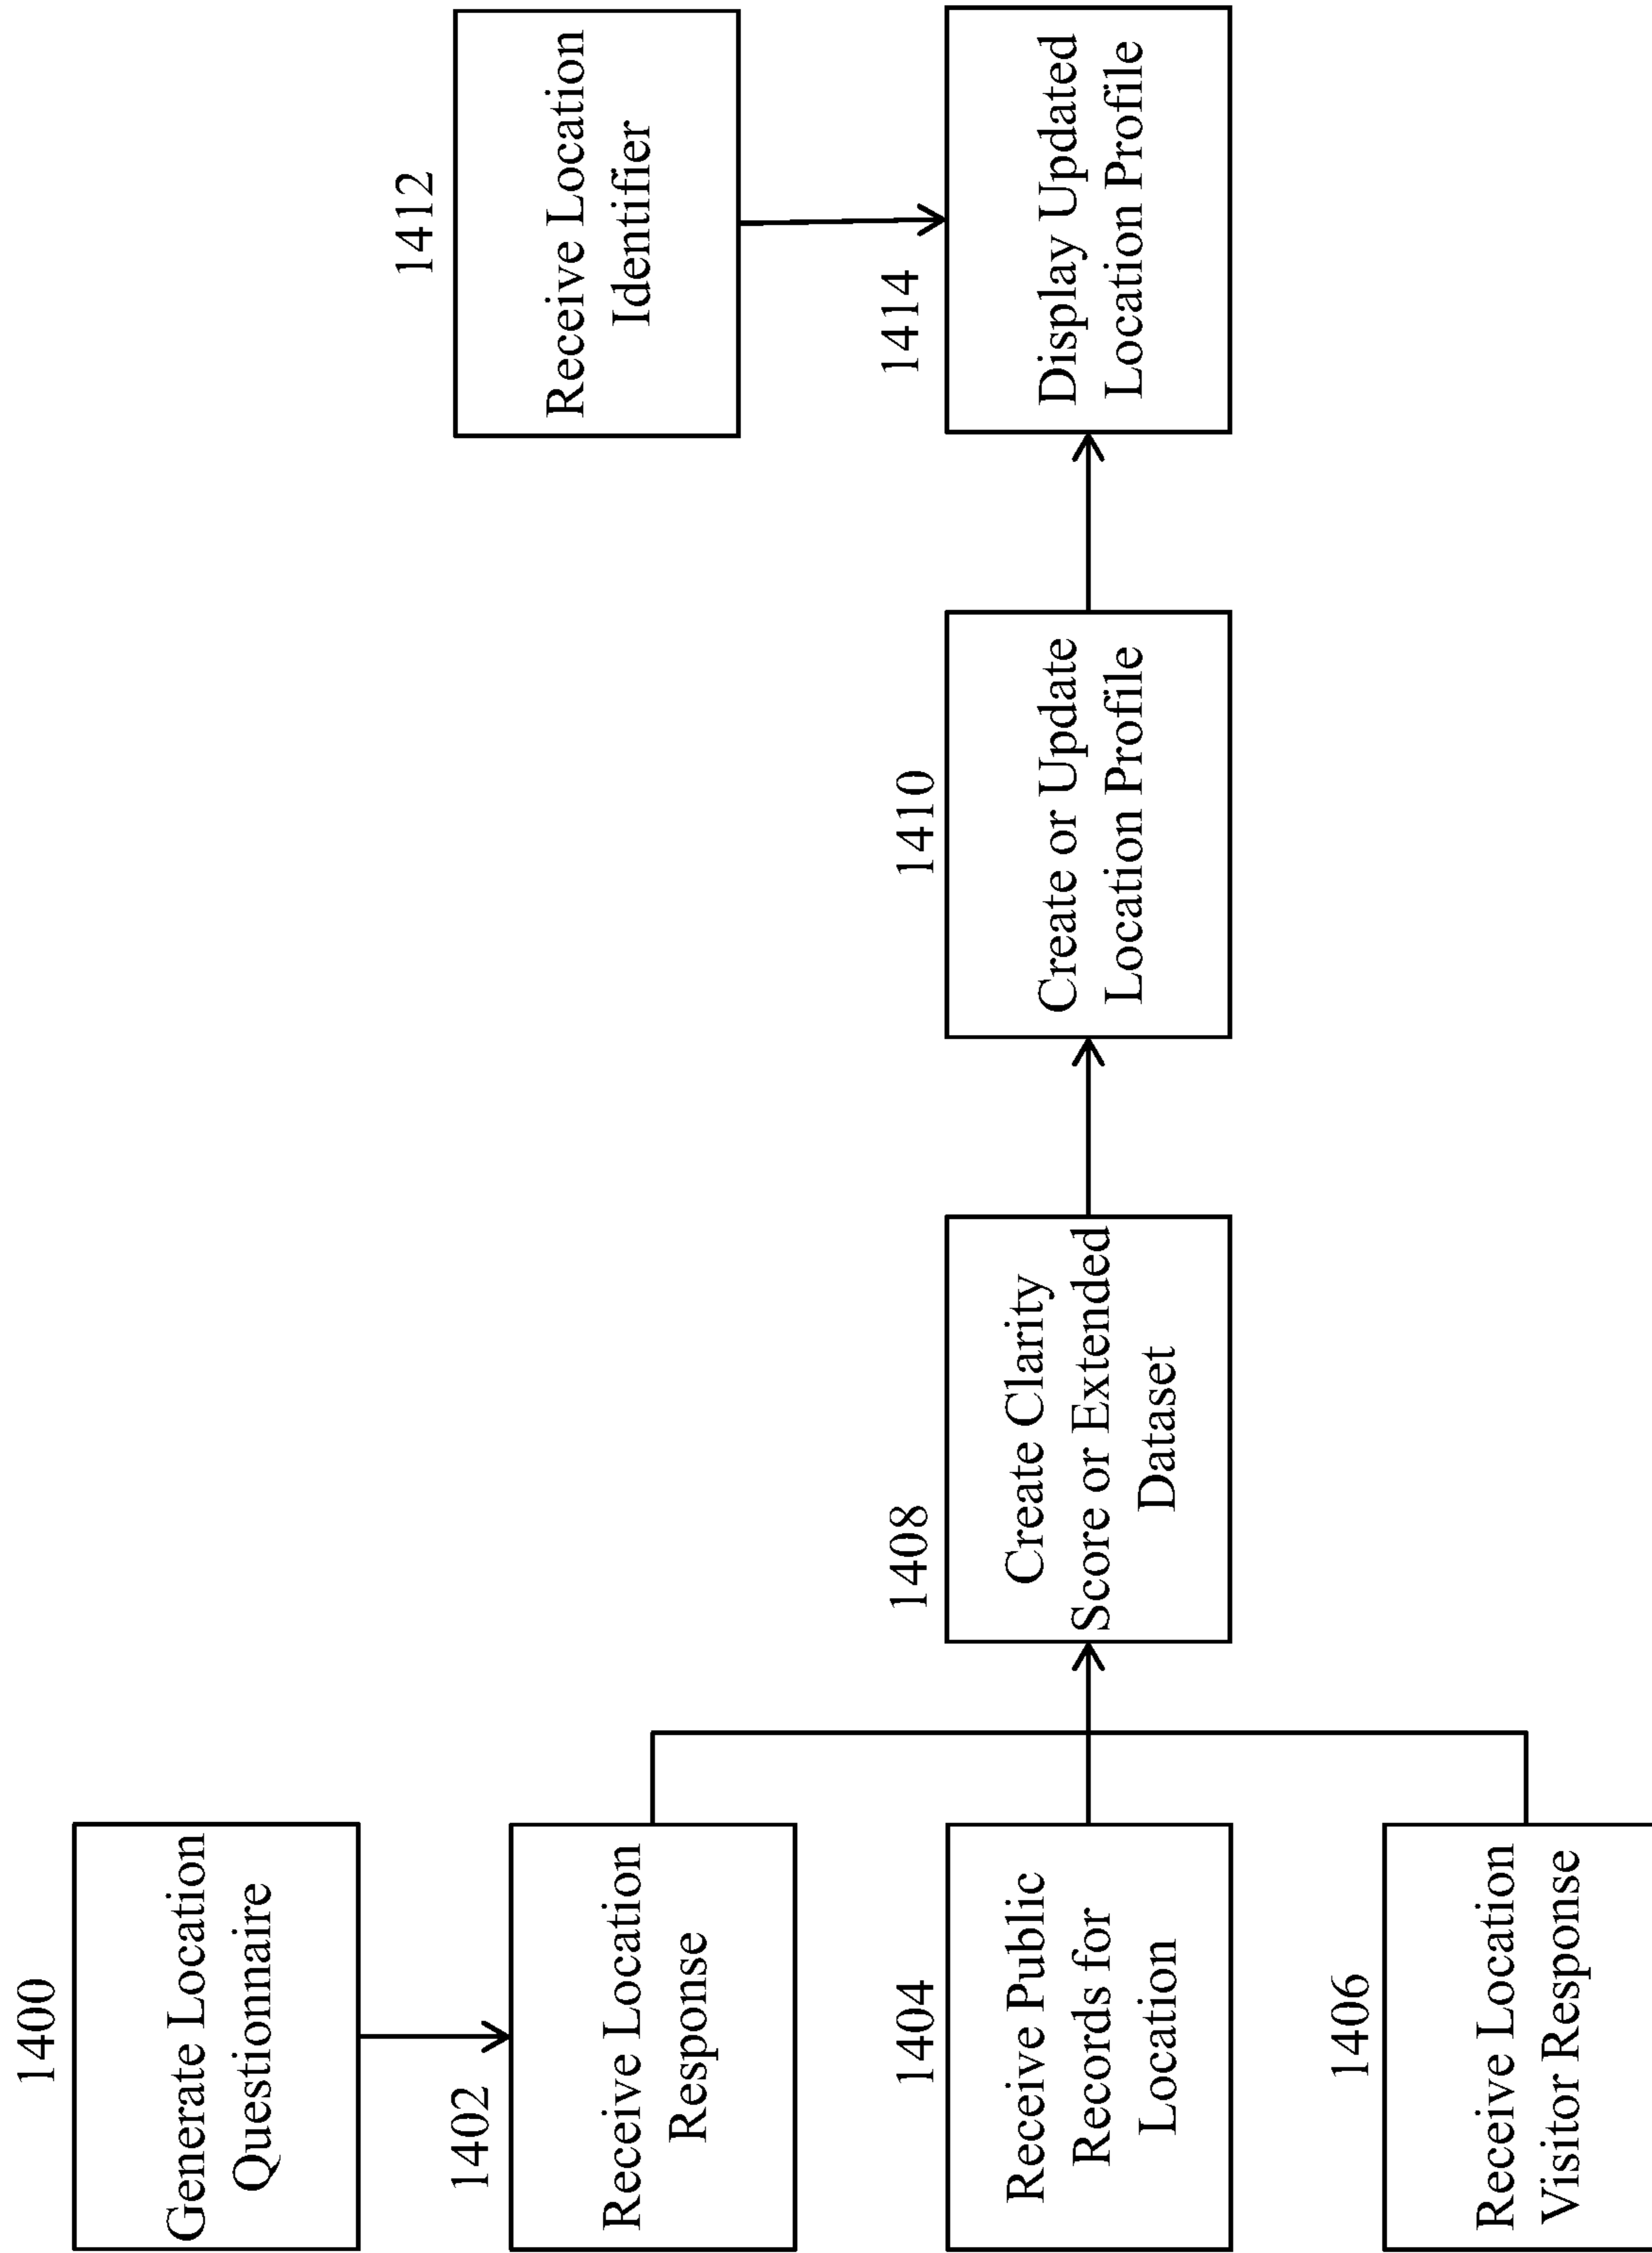 1400
Generate Location
Questionnaire
1402
Receive Location
Response
1404
Receive Public
Records for
Location
1406
Receive Location
Visitor Response
1408
Create Clarity
Score or Extended
Dataset
1410
Create or Update
Location Profile
1412
Receive Location
Identifier
1414
Display Updated
Location Profile